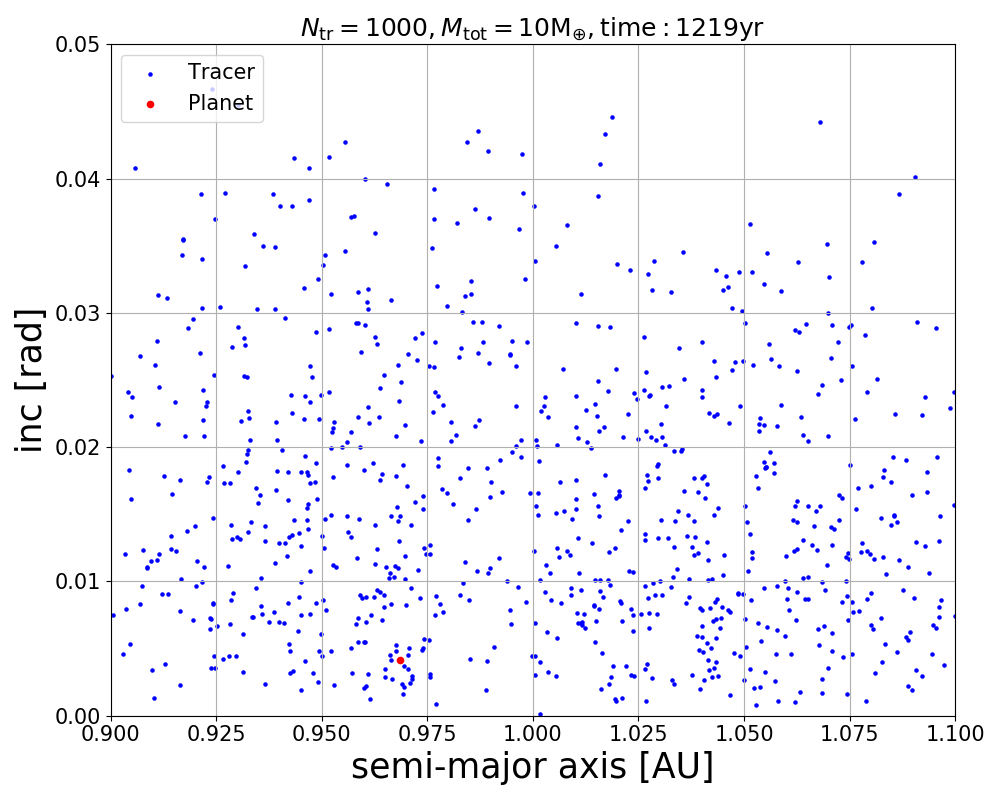 N_tr = 1000, M_tot = 10M_⊕, time : 1219yr
Tracer
Planet
inc [rad]
0.05
0.04
0.03
0.02
0.01
0.00
0.900 0.925 0.950 0.975 1.000 1.025 1.050 1.075 1.100
semi-major axis [AU]